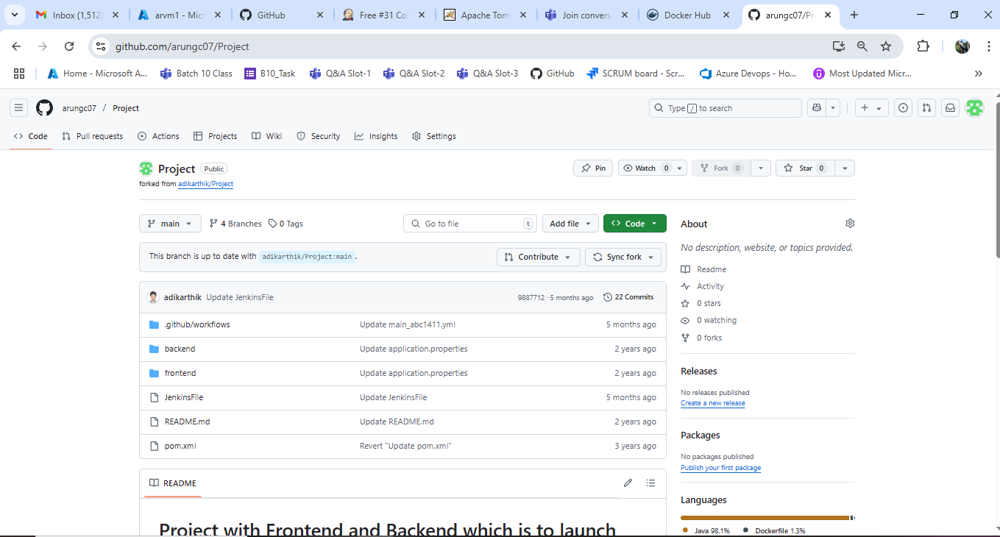 Inbox (1,512
arvm1 - Mic
GitHub
Free #31 Co
Apache Tom
Join convers
Docker Hub
arungc07/Pr
github.com/arungc07/Project
Home - Microsoft A...
Batch 10 Class
B10_Task
Q&A Slot-1
Q&A Slot-2
Q&A Slot-3
GitHub
SCRUM board - Scr...
Azure Devops - Ho...
Most Updated Micr...
arungc07 / Project
Type / to search
Code
Pull requests
Actions
Projects
Wiki
Security
Insights
Settings
Project Public
forked from adikarthik/Project
Pin
Watch 0
Fork 0
Star 0
main
4 Branches
0 Tags
Go to file t
Add file
Code
This branch is up to date with adikarthik/Project:main .
Contribute
Sync fork
adikarthik Update JenkinsFile 9887712 · 5 months ago 22 Commits
.github/workflows Update main_abc1411.yml 5 months ago
backend Update application.properties 2 years ago
frontend Update application.properties 2 years ago
JenkinsFile Update JenkinsFile 5 months ago
README.md Update README.md 2 years ago
pom.xml Revert "Update pom.xml" 3 years ago
README
Project with Frontend and Backend which is to launch
About
No description, website, or topics provided.
Readme
Activity
0 stars
0 watching
0 forks
Releases
No releases published
Create a new release
Packages
No packages published
Publish your first package
Languages
Java 98.1% Dockerfile 1.3%